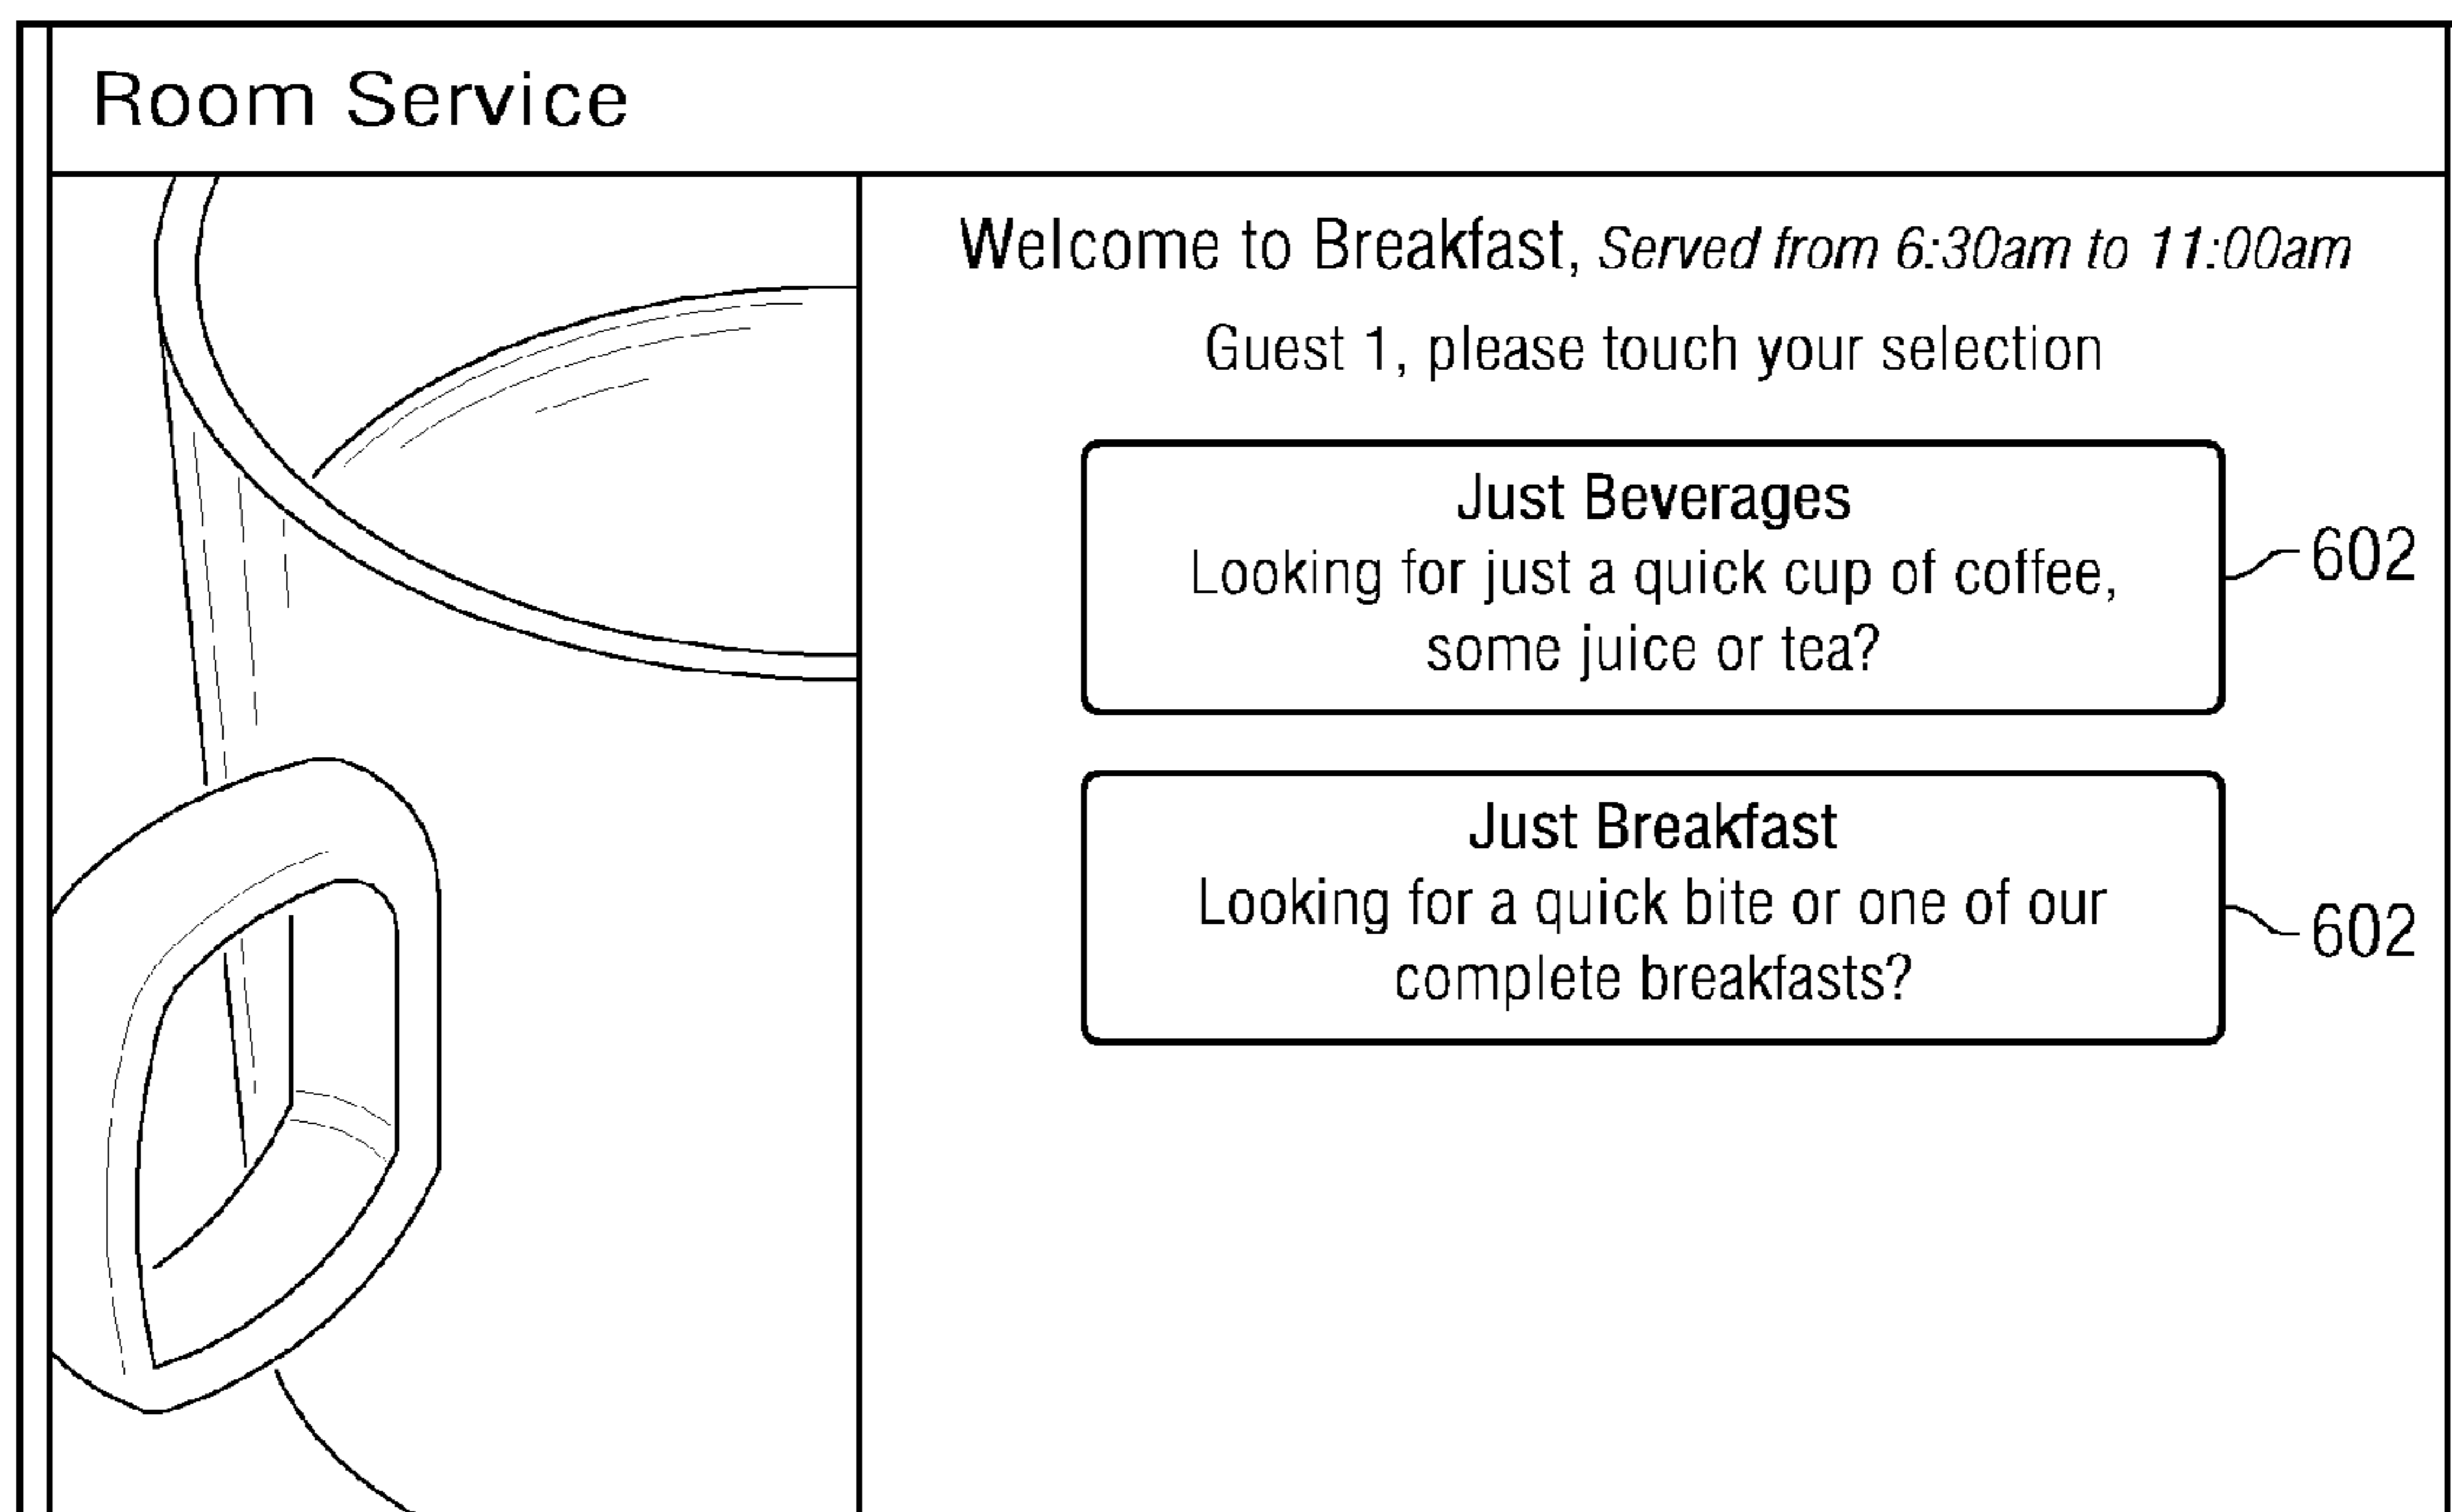 Room Service
Welcome to Breakfast, Served from 6:30am to 11:00am
Guest 1, please touch your selection
Just Beverages
Looking for just a quick cup of coffee,
some juice or tea?
602
Just Breakfast
Looking for a quick bite or one of our
complete breakfasts?
602